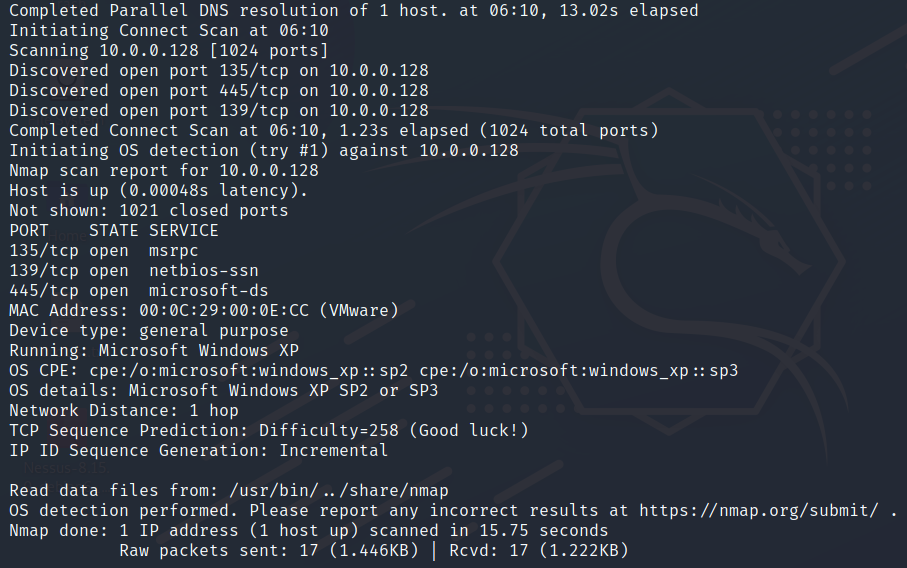 Completed Parallel DNS resolution of 1 host. at 06:10, 13.02s elapsed
Initiating Connect Scan at 06:10
Scanning 10.0.0.128 [1024 ports]
Discovered open port 135/tcp on 10.0.0.128
Discovered open port 445/tcp on 10.0.0.128
Discovered open port 139/tcp on 10.0.0.128
Completed Connect Scan at 06:10, 1.23s elapsed (1024 total ports)
Initiating OS detection (try #1) against 10.0.0.128
Nmap scan report for 10.0.0.128
Host is up (0.00048s latency).
Not shown: 1021 closed ports
PORT    STATE SERVICE
135/tcp open  msrpc
139/tcp open  netbios-ssn
445/tcp open  microsoft-ds
MAC Address: 00:0C:29:00:0E:CC (VMware)
Device type: general purpose
Running: Microsoft Windows XP
OS CPE: cpe:/o:microsoft:windows_xp::sp2 cpe:/o:microsoft:windows_xp::sp3
OS details: Microsoft Windows XP SP2 or SP3
Network Distance: 1 hop
TCP Sequence Prediction: Difficulty=258 (Good luck!)
IP ID Sequence Generation: Incremental
Read data files from: /usr/bin/../share/nmap
OS detection performed. Please report any incorrect results at https://nmap.org/submit/ .
Nmap done: 1 IP address (1 host up) scanned in 15.75 seconds
Raw packets sent: 17 (1.446KB) | Rcvd: 17 (1.222KB)